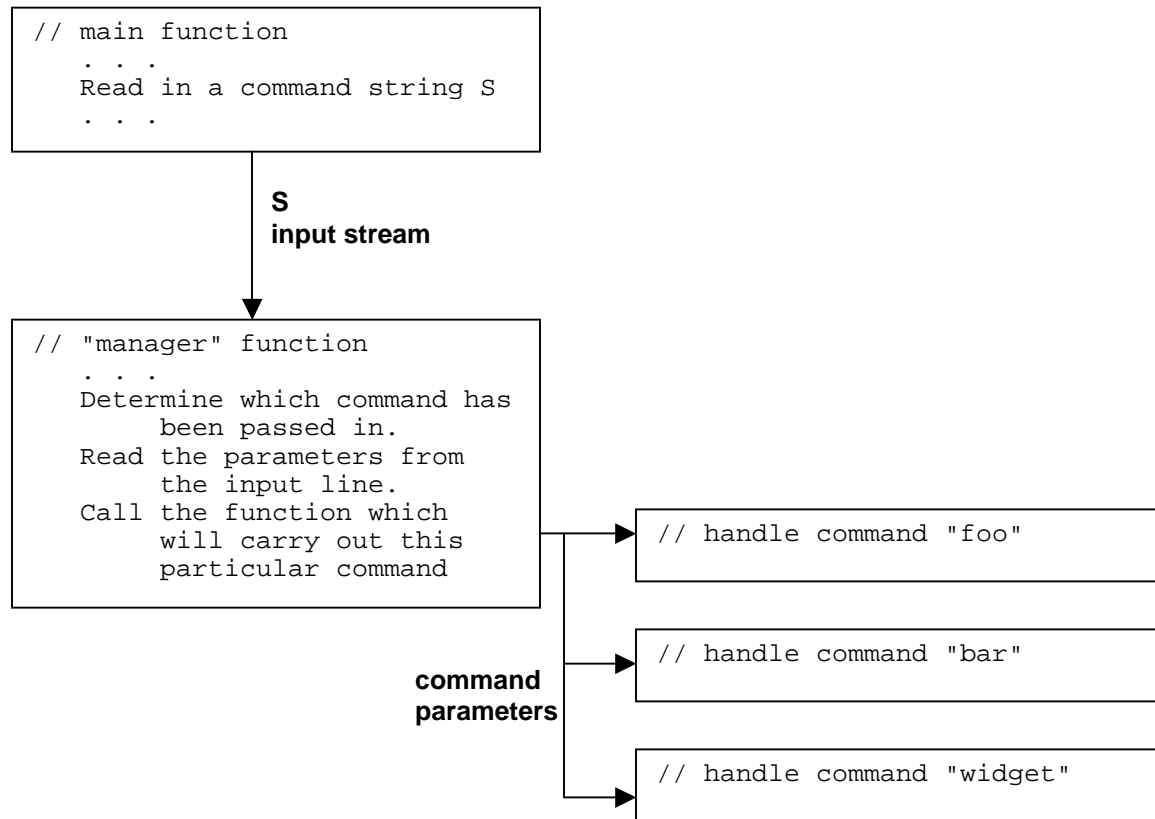 // main function
. . .
Read in a command string S
. . .
S
input stream
// "manager" function
. . .
Determine which command has
been passed in.
Read the parameters from
the input line.
Call the function which
will carry out this
particular command
command
parameters
// handle command "foo"
// handle command "bar"
// handle command "widget"